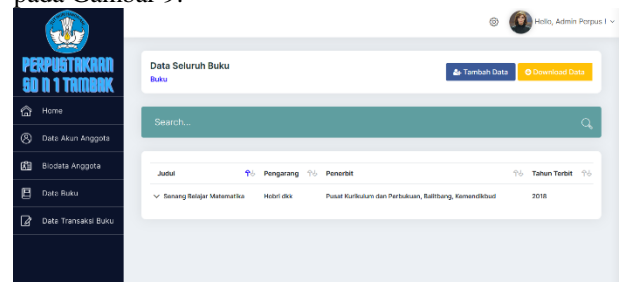 pada Gambar 9.
Hello, Admin Perpus 1
PERPUSTAKAAN
SD N 1 TAMBAK
Data Seluruh Buku
Buku
Tambah Data
Download Data
Home
Search...
Data Akun Anggota
Biodata Anggota
Judul Pengarang Penerbit Tahun Terbit
Data Buku
Senang Belajar Matematika Hobri dkk Pusat Kurikulum dan Perbukuan, Balitbang, Kemendikbud 2018
Data Transaksi Buku